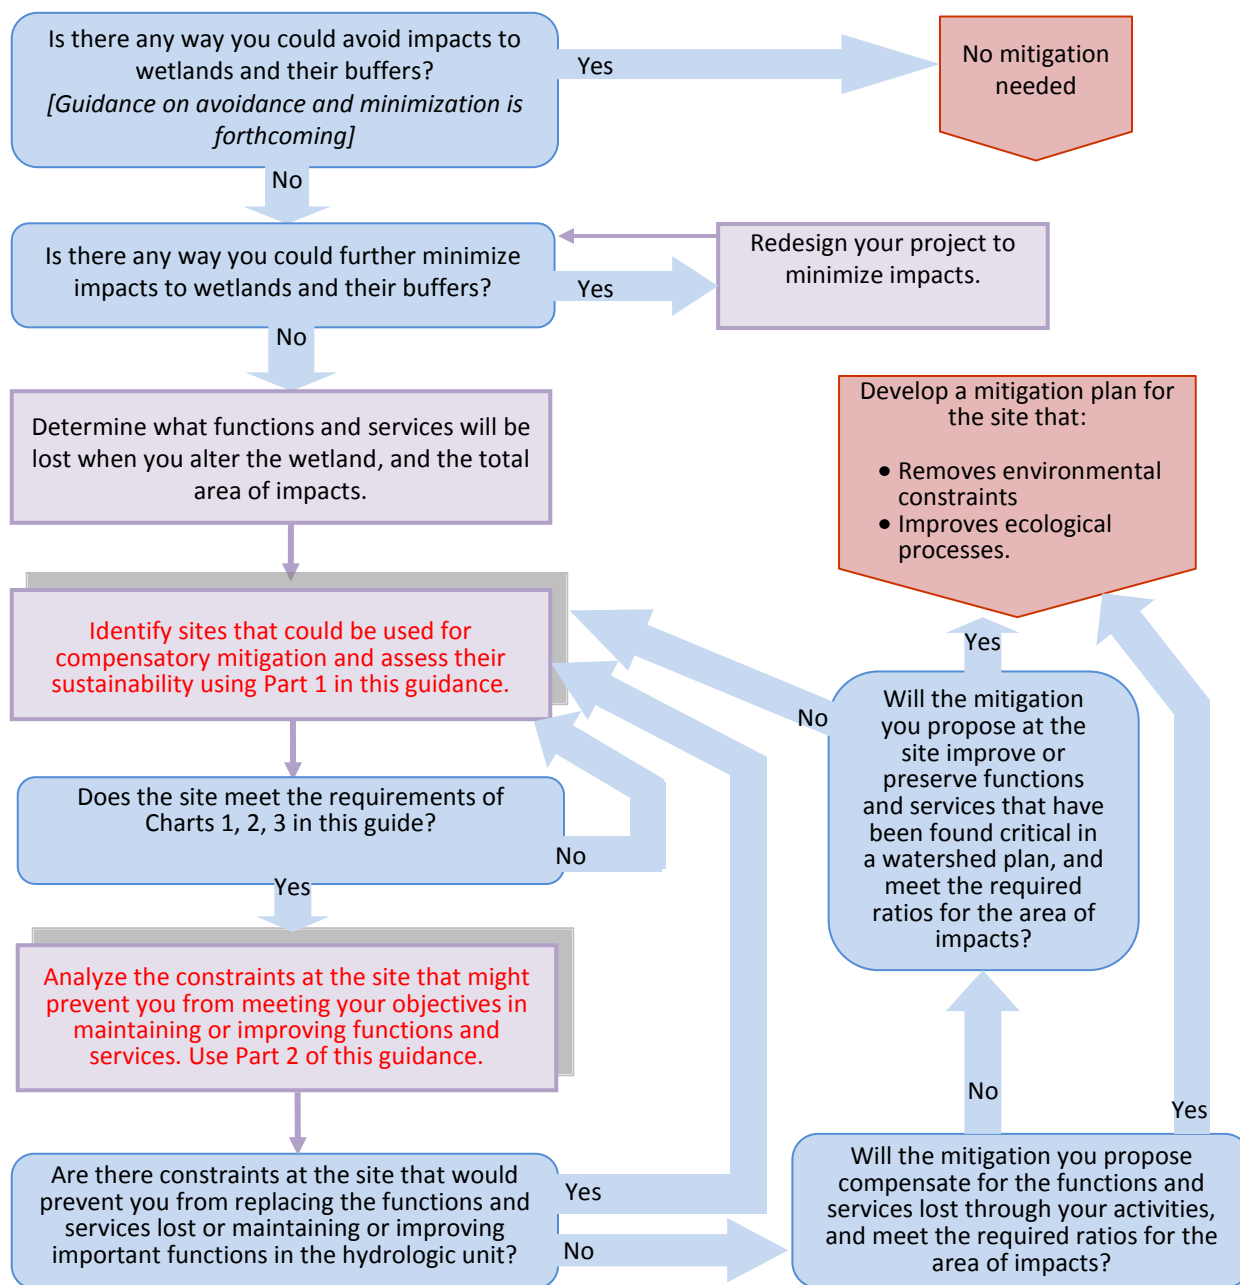 Is there any way you could avoid impacts to
wetlands and their buffers?
[Guidance on avoidance and minimization is
forthcoming]
Yes
No mitigation
needed
No
Is there any way you could further minimize
impacts to wetlands and their buffers?
Yes
Redesign your project to
minimize impacts.
No
Determine what functions and services will be
lost when you alter the wetland, and the total
area of impacts.
Identify sites that could be used for
compensatory mitigation and assess their
sustainability using Part 1 in this guidance.
Does the site meet the requirements of
Charts 1, 2, 3 in this guide?
No
Yes
Analyze the constraints at the site that might
prevent you from meeting your objectives in
maintaining or improving functions and
services. Use Part 2 of this guidance.
Are there constraints at the site that would
prevent you from replacing the functions and
services lost or maintaining or improving
important functions in the hydrologic unit?
Yes
No
Will the mitigation you propose
compensate for the functions and
services lost through your activities,
and meet the required ratios for the
area of impacts?
No
Yes
Will the mitigation
you propose at the
site improve or
preserve functions
and services that have
been found critical in
a watershed plan, and
meet the required
ratios for the area of
impacts?
No
Yes
Develop a mitigation plan for
the site that:
• Removes environmental
constraints
• Improves ecological
processes.